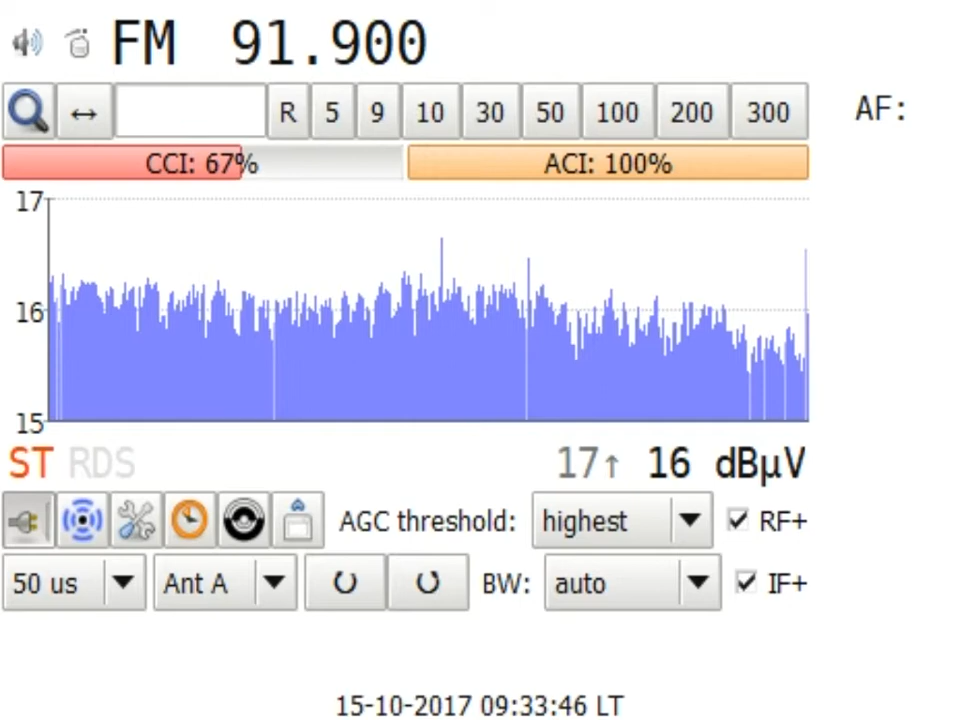 FM 91.900
↔ R 5 9 10 30 50 100 200 300 AF:
CCI: 67% ACI: 100%
17
16
15
ST RDS 17↑ 16 dBµV
AGC threshold: highest RF+
50 us Ant A BW: auto IF+
15-10-2017 09:33:46 LT